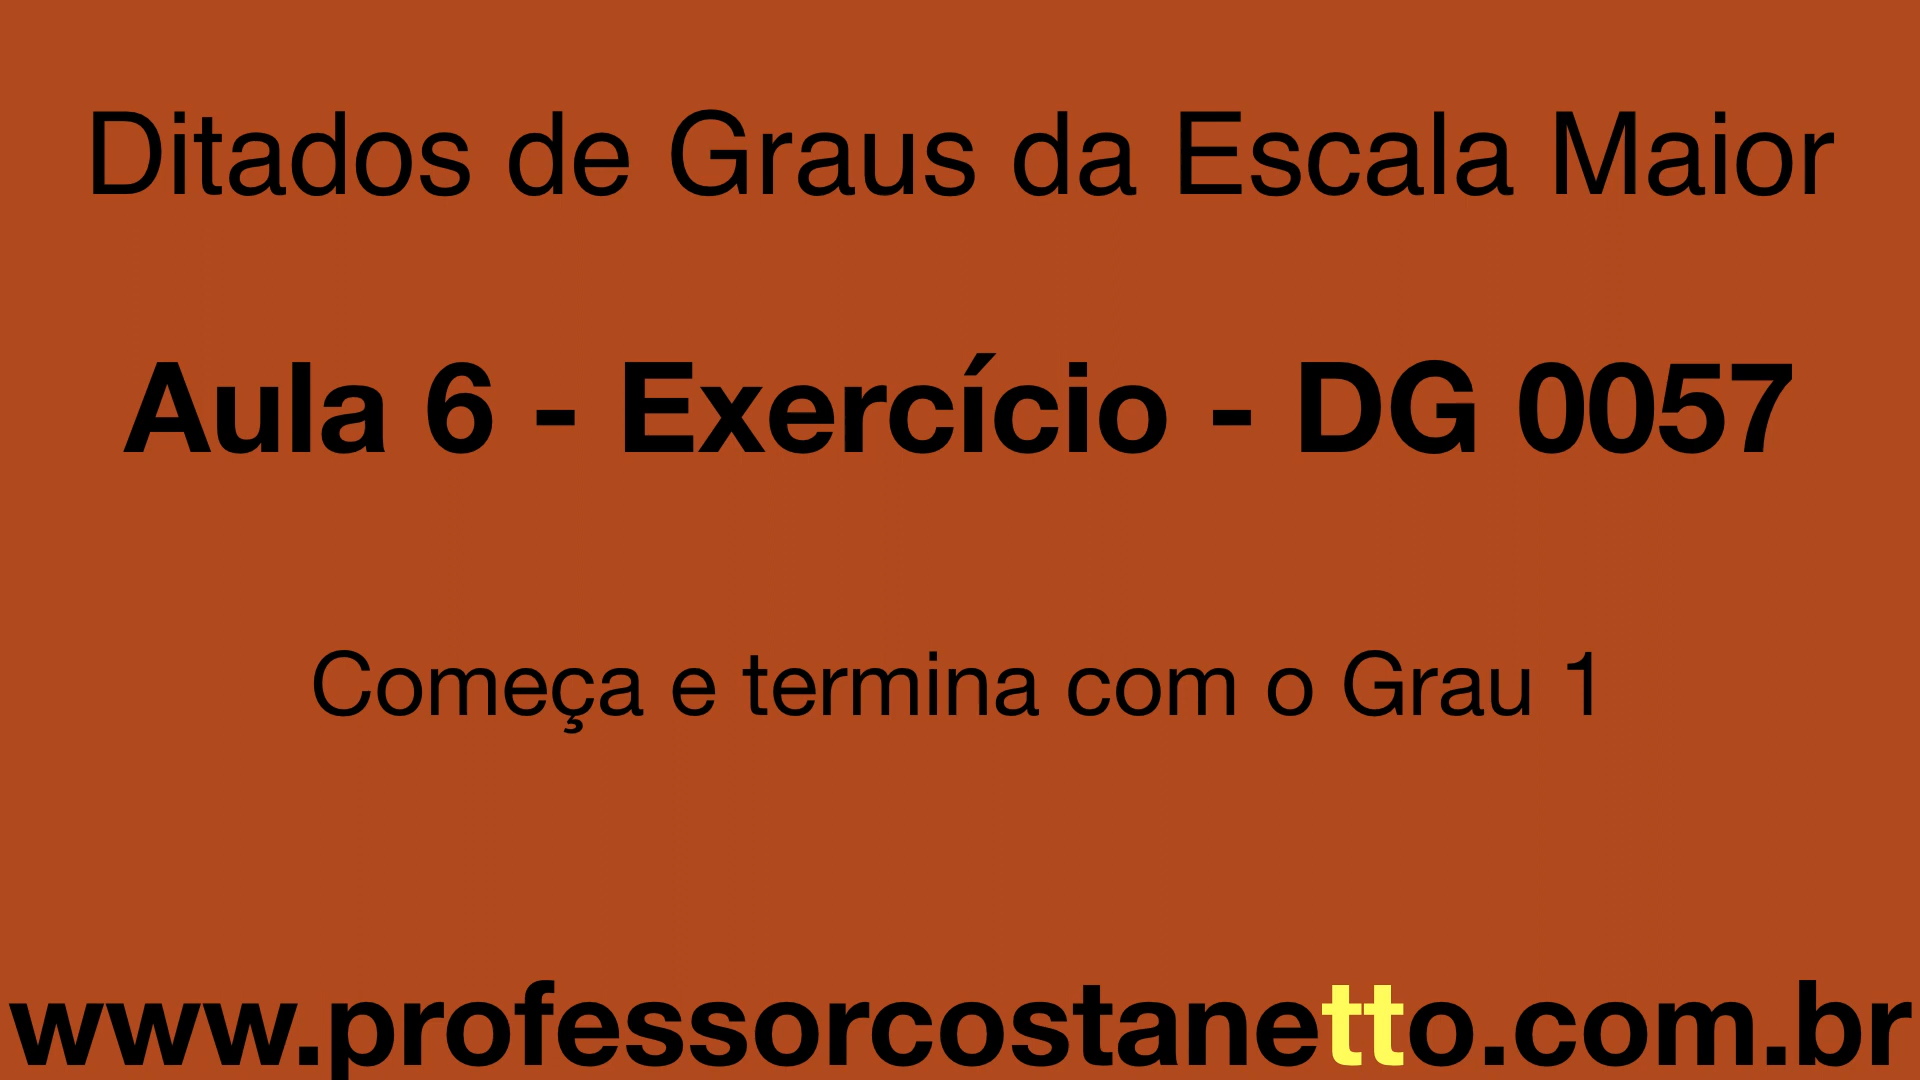 Ditados de Graus da Escala Maior
Aula 6 - Exercício - DG 0057
Começa e termina com o Grau 1
www.professorcostanetto.com.br